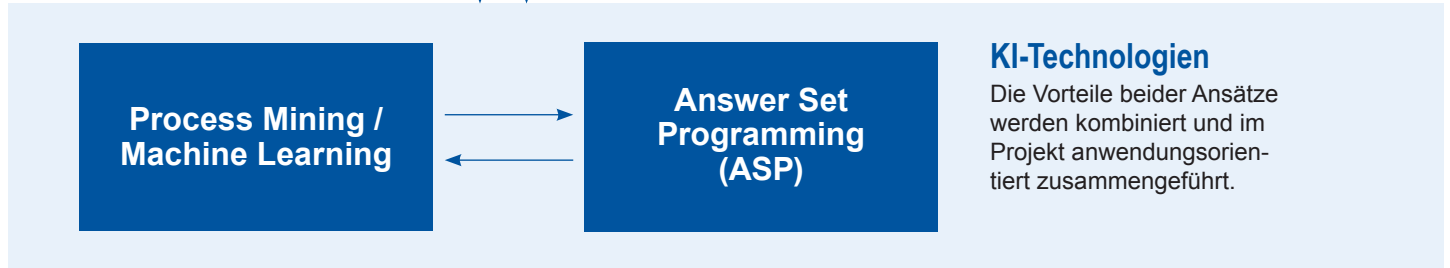 Process Mining /
Machine Learning
Answer Set
Programming
(ASP)
KI-Technologien
Die Vorteile beider Ansätze
werden kombiniert und im
Projekt anwendungsorien-
tiert zusammengeführt.